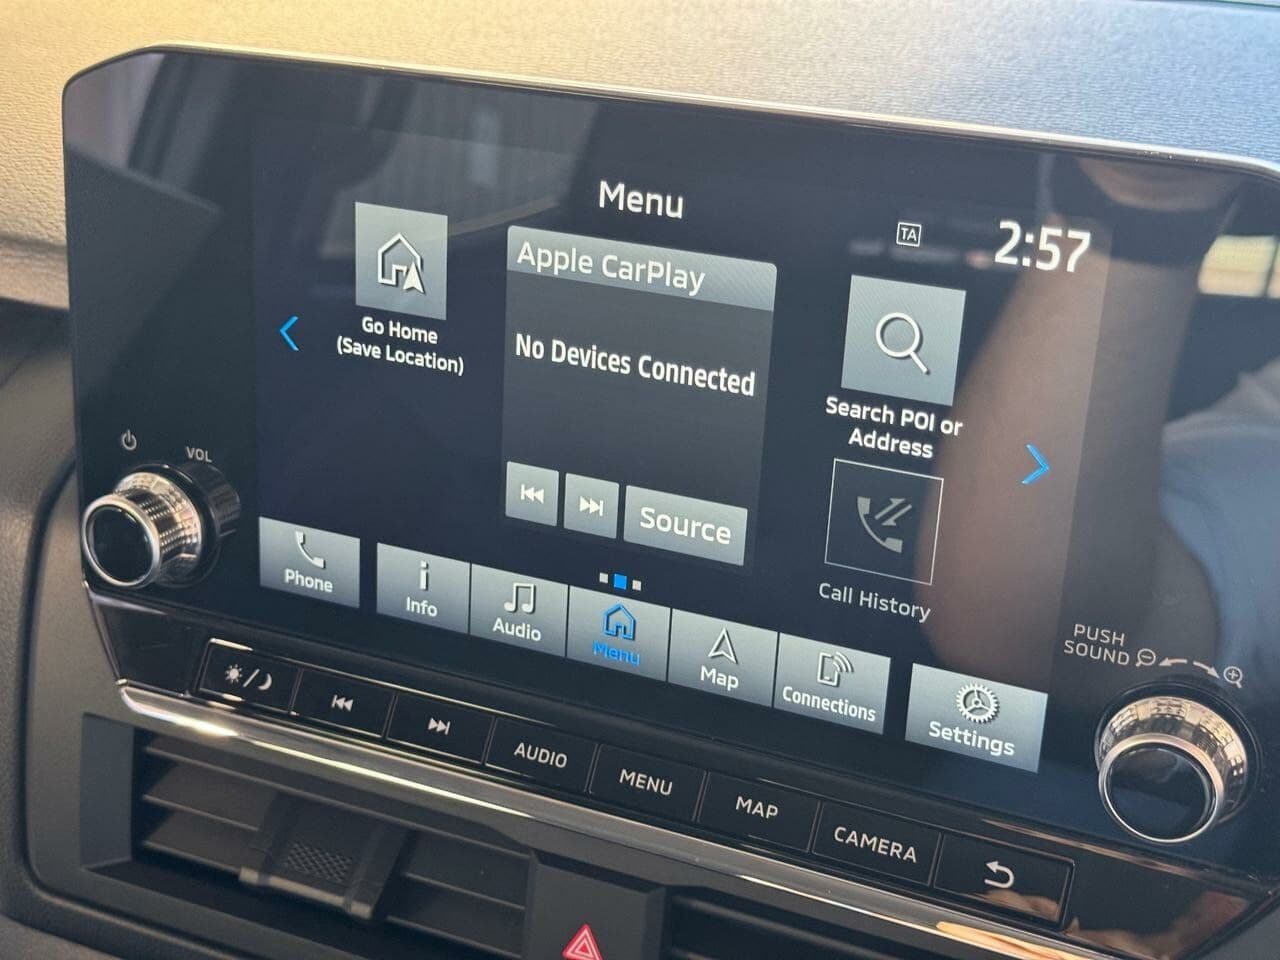 Menu
TA
2:57
Go Home
(Save Location)
Apple CarPlay
No Devices Connected
Source
Search POI or
Address
Call History
VOL
Phone
Info
Audio
Menu
Map
Connections
Settings
PUSH
SOUND
AUDIO
MENU
MAP
CAMERA